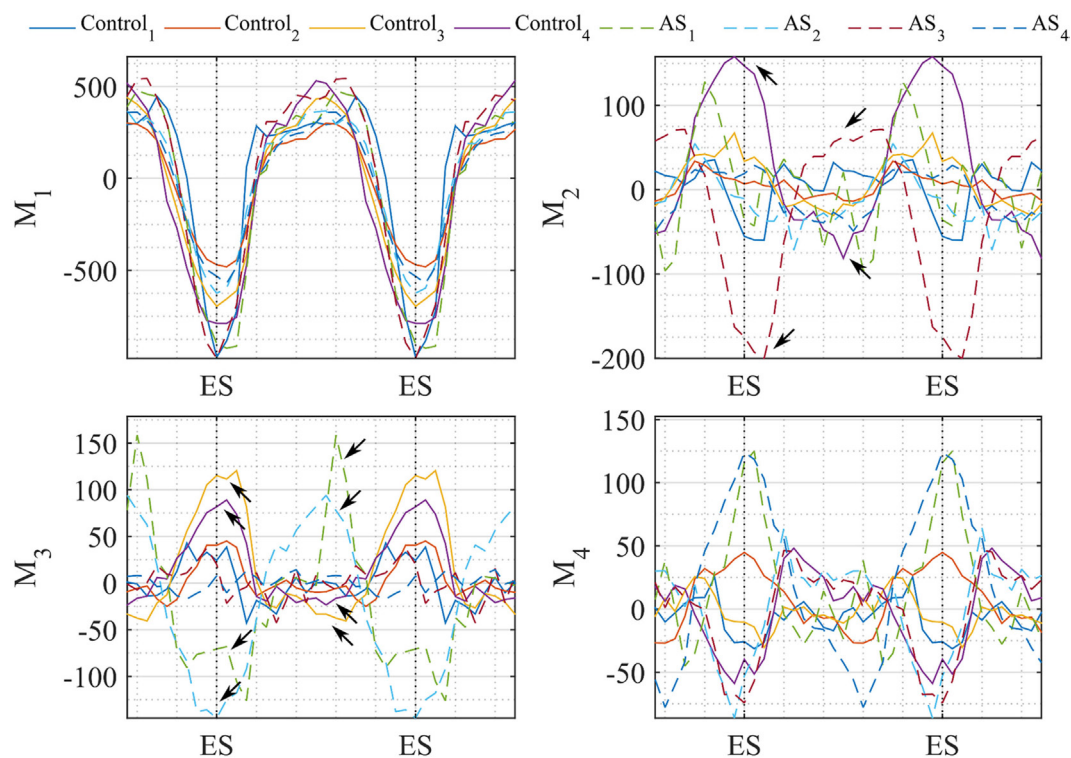 Control₁ Control₂ Control₃ Control₄ AS₁ AS₂ AS₃ AS₄
500
0
-500
M₁
ES ES
100
0
-100
-200
M₂
ES ES
150
100
50
0
-50
-100
M₃
ES ES
150
100
50
0
-50
M₄
ES ES